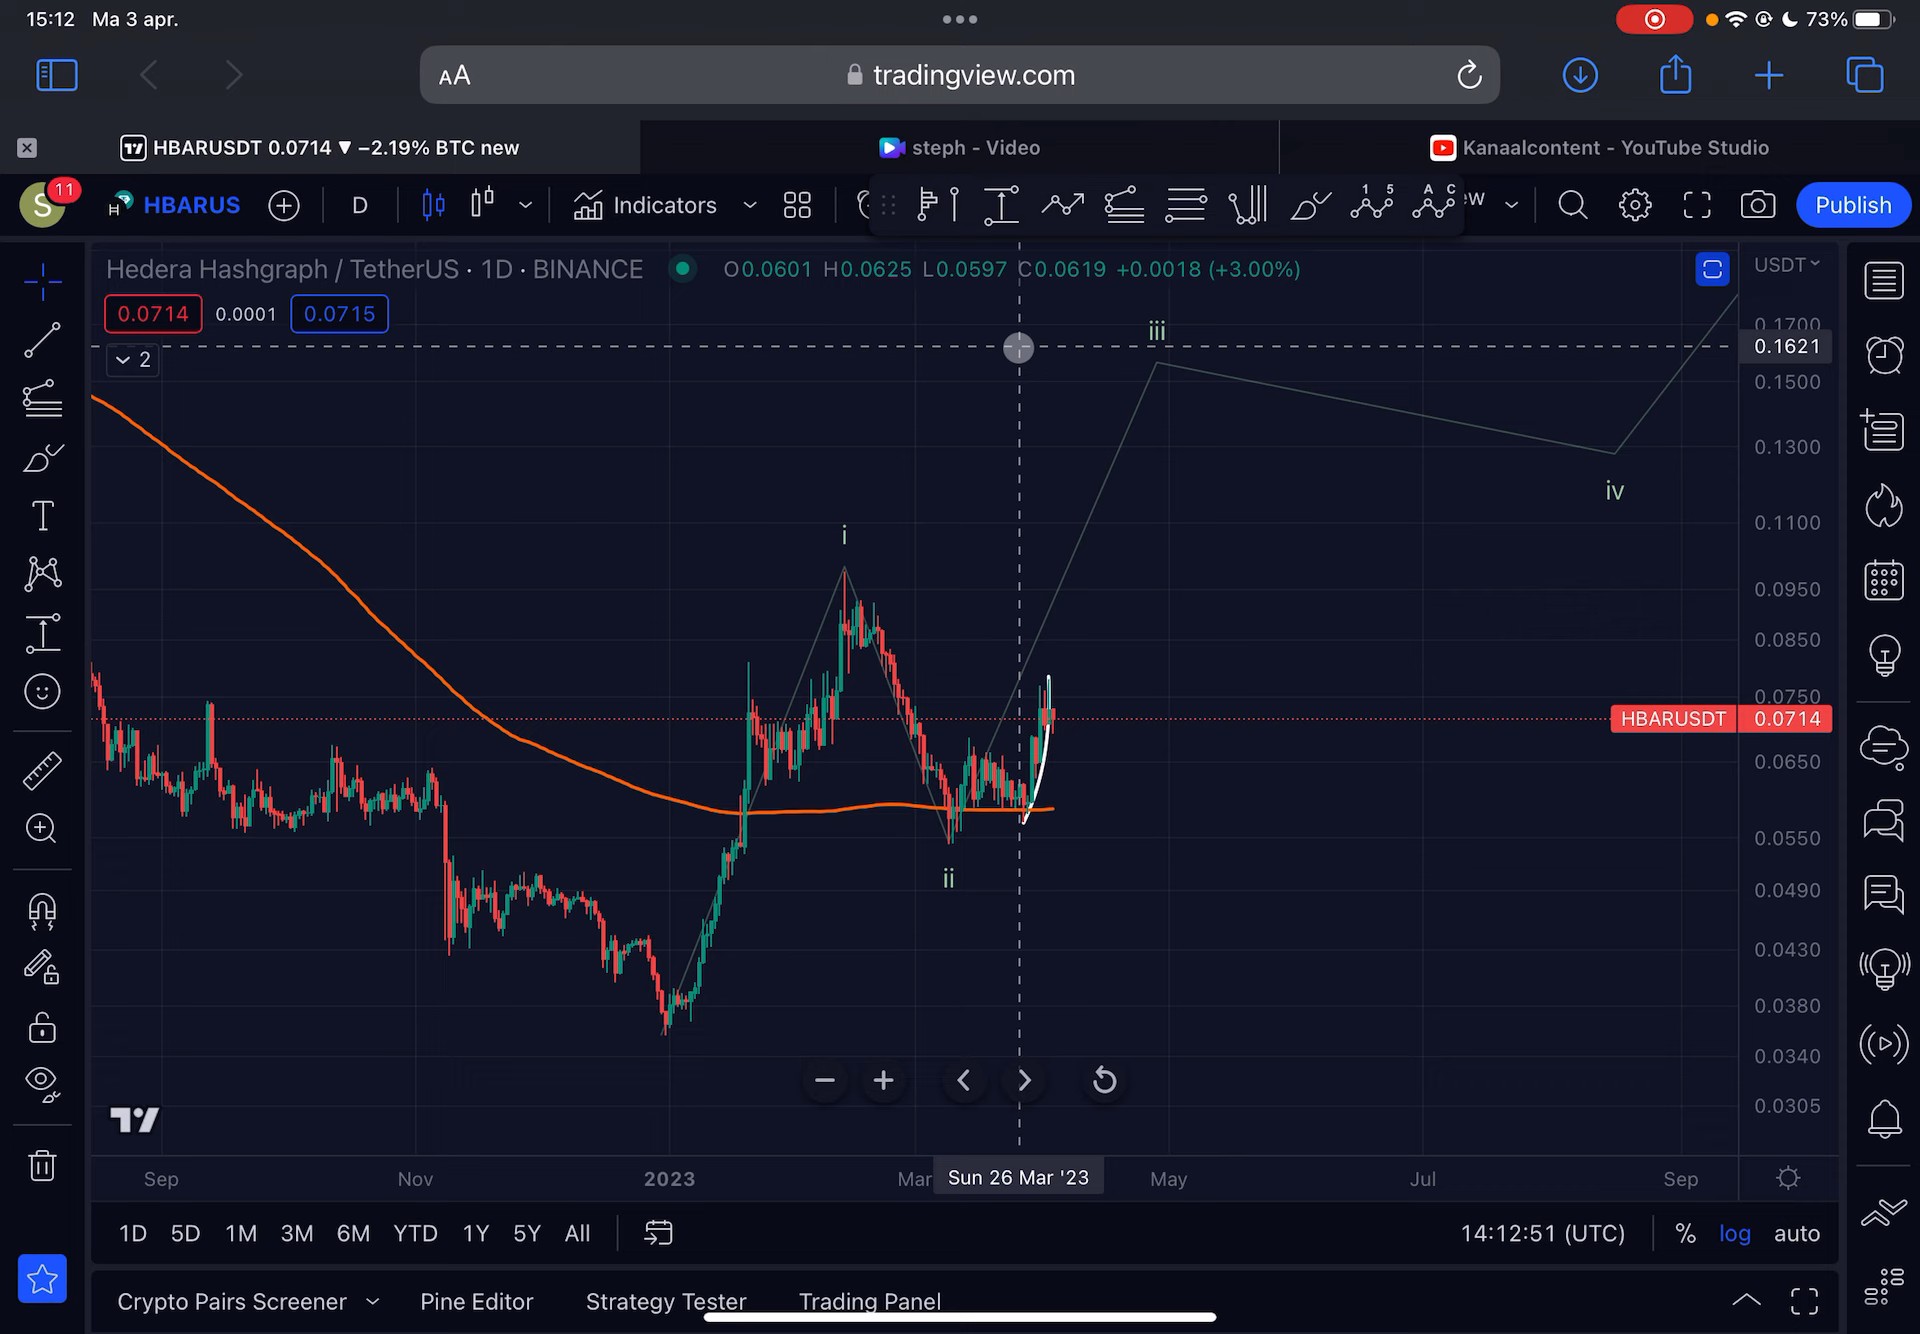 15:12 Ma 3 apr.
73%
AA tradingview.com
HBARUSDT 0.0714 ▼ −2.19% BTC new
steph - Video
Kanaalcontent - YouTube Studio
S 11 HBARUS D Indicators 1 5 A C Publish
Hedera Hashgraph / TetherUS · 1D · BINANCE O0.0601 H0.0625 L0.0597 C0.0619 +0.0018 (+3.00%)
USDT
0.0714 0.0001 0.0715
0.1700
iii
0.1621
2
0.1500
0.1300
iv
0.1100
i
0.0950
0.0850
0.0750
HBARUSDT 0.0714
0.0650
0.0550
ii
0.0490
0.0430
0.0380
0.0340
0.0305
Sep Nov 2023 Mar Sun 26 Mar '23 May Jul Sep
1D 5D 1M 3M 6M YTD 1Y 5Y All 14:12:51 (UTC) % log auto
Crypto Pairs Screener Pine Editor Strategy Tester Trading Panel